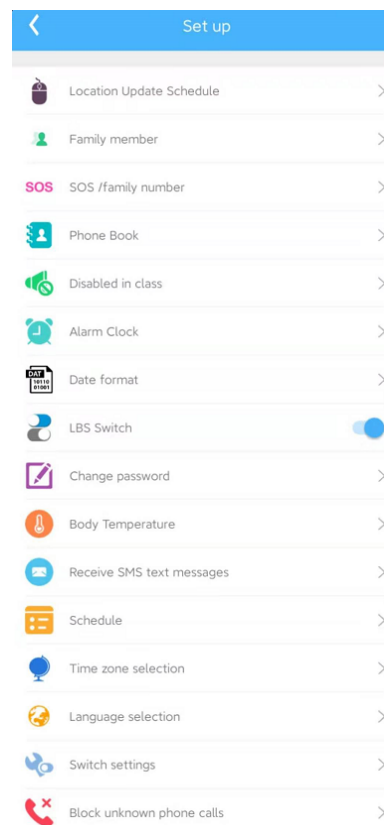 Set up
Location Update Schedule
Family member
SOS SOS /family number
Phone Book
Disabled in class
Alarm Clock
DAT
10110
01001
Date format
LBS Switch
Change password
Body Temperature
Receive SMS text messages
Schedule
Time zone selection
Language selection
Switch settings
Block unknown phone calls